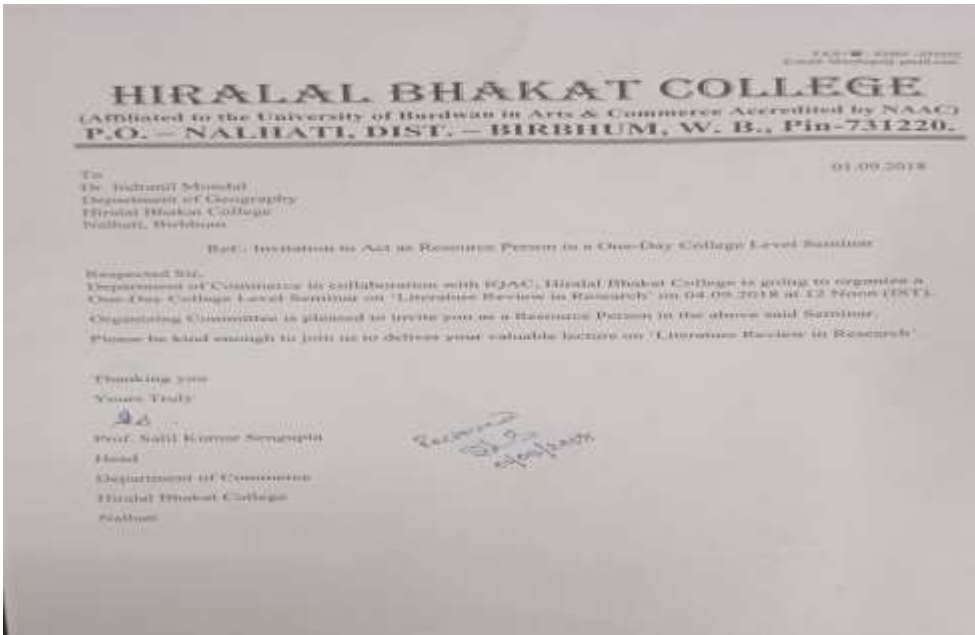 HIRALAL BHAKAT COLLEGE
(Affiliated to the University of Burdwan in Arts & Commerce Accredited by NAAC)
P.O. – NALHATI, DIST. – BIRBHUM, W. B., Pin-731220.
01.09.2018
To
Dr. Indranil Mondal
Department of Geography
Hiralal Bhakat College
Nalhati, Birbhum
Ref.: Invitation to Act as Resource Person in a One-Day College Level Seminar
Respected Sir,
Department of Commerce in collaboration with IQAC, Hiralal Bhakat College is going to organize a
One-Day College Level Seminar on 'Literature Review in Research' on 04.09.2018 at 12 Noon (IST).
Organizing Committee is pleased to invite you as a Resource Person in the above said Seminar.
Please be kind enough to join us to deliver your valuable lecture on 'Literature Review in Research'.
Thanking you
Yours Truly
Prof. Salil Kumar Sengupta
Head
Department of Commerce
Hiralal Bhakat College
Nalhati
Received